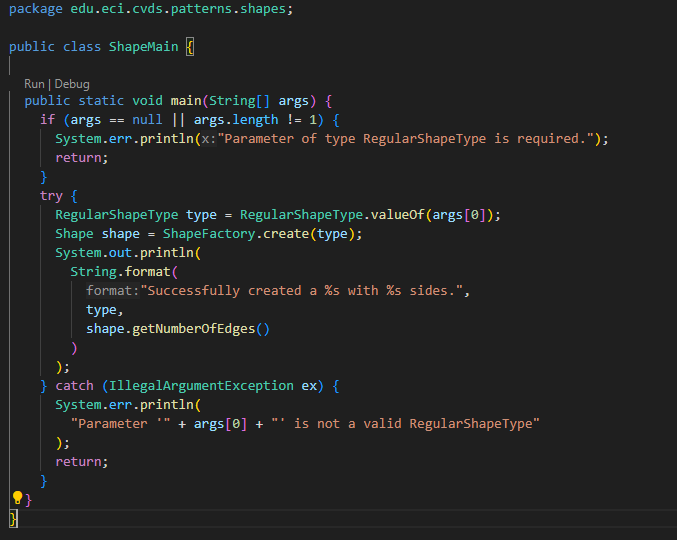 package edu.eci.cvds.patterns.shapes;
public class ShapeMain {
Run | Debug
public static void main(String[] args) {
if (args == null || args.length != 1) {
System.err.println(x:"Parameter of type RegularShapeType is required.");
return;
}
try {
RegularShapeType type = RegularShapeType.valueOf(args[0]);
Shape shape = ShapeFactory.create(type);
System.out.println(
String.format(
format:"Successfully created a %s with %s sides.",
type,
shape.getNumberOfEdges()
)
);
} catch (IllegalArgumentException ex) {
System.err.println(
"Parameter '" + args[0] + "' is not a valid RegularShapeType"
);
return;
}
}
}